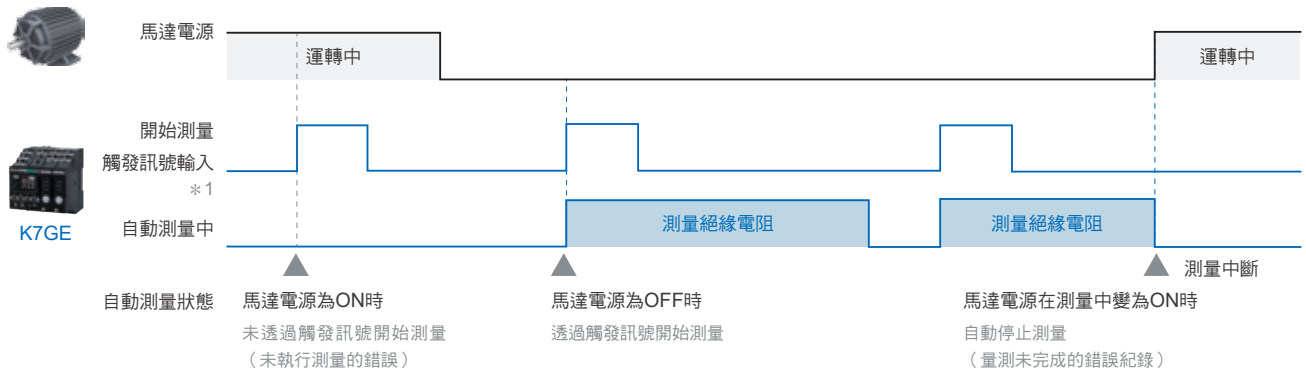 馬達電源
運轉中
運轉中
開始測量
觸發訊號輸入
＊1
K7GE
自動測量中
測量絕緣電阻
測量絕緣電阻
測量中斷
自動測量狀態
馬達電源為ON時
未透過觸發訊號開始測量
（未執行測量的錯誤）
馬達電源為OFF時
透過觸發訊號開始測量
馬達電源在測量中變為ON時
自動停止測量
（量測未完成的錯誤紀錄）